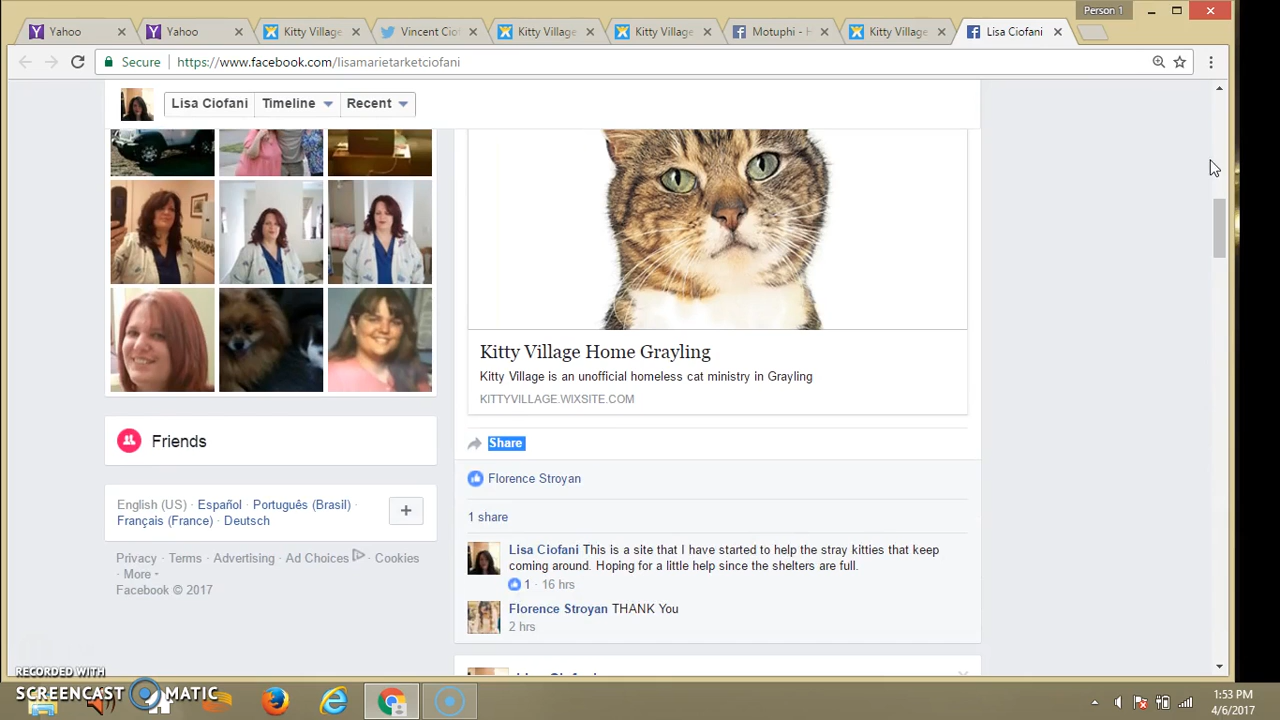 Person 1
Yahoo
Yahoo
Kitty Village
Vincent Cio
Kitty Village
Kitty Village
Motuphi - H
Kitty Village
Lisa Ciofani
Secure https://www.facebook.com/lisamarietarketciofani
Lisa Ciofani Timeline Recent
Kitty Village Home Grayling
Kitty Village is an unofficial homeless cat ministry in Grayling
KITTYVILLAGE.WIXSITE.COM
Share
Friends
Florence Stroyan
English (US) · Español · Português (Brasil) ·
Français (France) · Deutsch
1 share
Privacy · Terms · Advertising · Ad Choices · Cookies
· More
Facebook © 2017
Lisa Ciofani This is a site that I have started to help the stray kitties that keep
coming around. Hoping for a little help since the shelters are full.
1 · 16 hrs
Florence Stroyan THANK You
2 hrs
RECORDED WITH
SCREENCAST MATIC
1:53 PM
4/6/2017